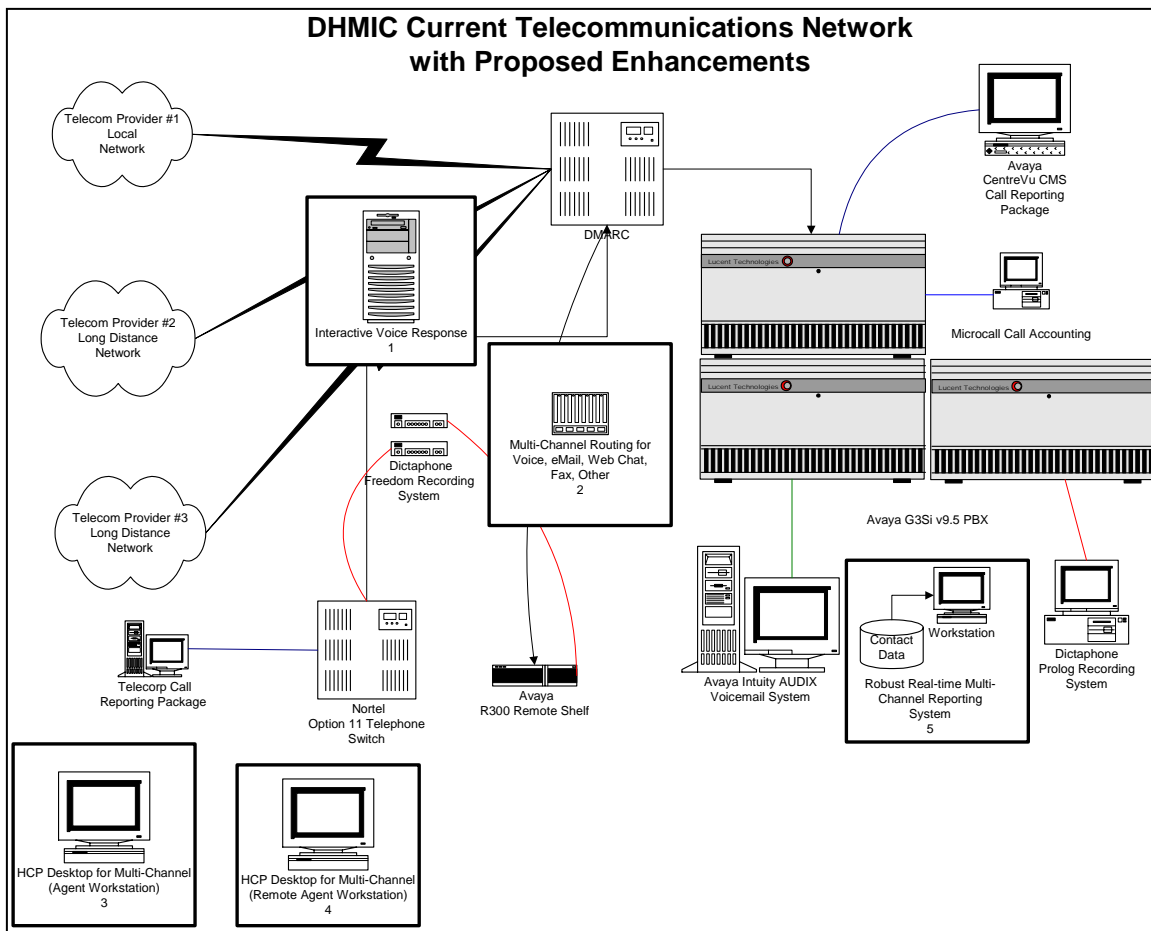 DHMIC Current Telecommunications Network
with Proposed Enhancements
Telecom Provider #1
Local
Network
DMARC
Avaya
CentreVu CMS
Call Reporting
Package
Lucent Technologies
Interactive Voice Response
1
Telecom Provider #2
Long Distance
Network
Microcall Call Accounting
Lucent Technologies
Lucent Technologies
Multi-Channel Routing for
Voice, eMail, Web Chat,
Fax, Other
2
Dictaphone
Freedom Recording
System
Telecom Provider #3
Long Distance
Network
Avaya G3Si v9.5 PBX
Contact
Data
Workstation
Robust Real-time Multi-
Channel Reporting
System
5
Dictaphone
Prolog Recording
System
Avaya Intuity AUDIX
Voicemail System
Telecorp Call
Reporting Package
Nortel
Option 11 Telephone
Switch
Avaya
R300 Remote Shelf
HCP Desktop for Multi-Channel
(Agent Workstation)
3
HCP Desktop for Multi-Channel
(Remote Agent Workstation)
4